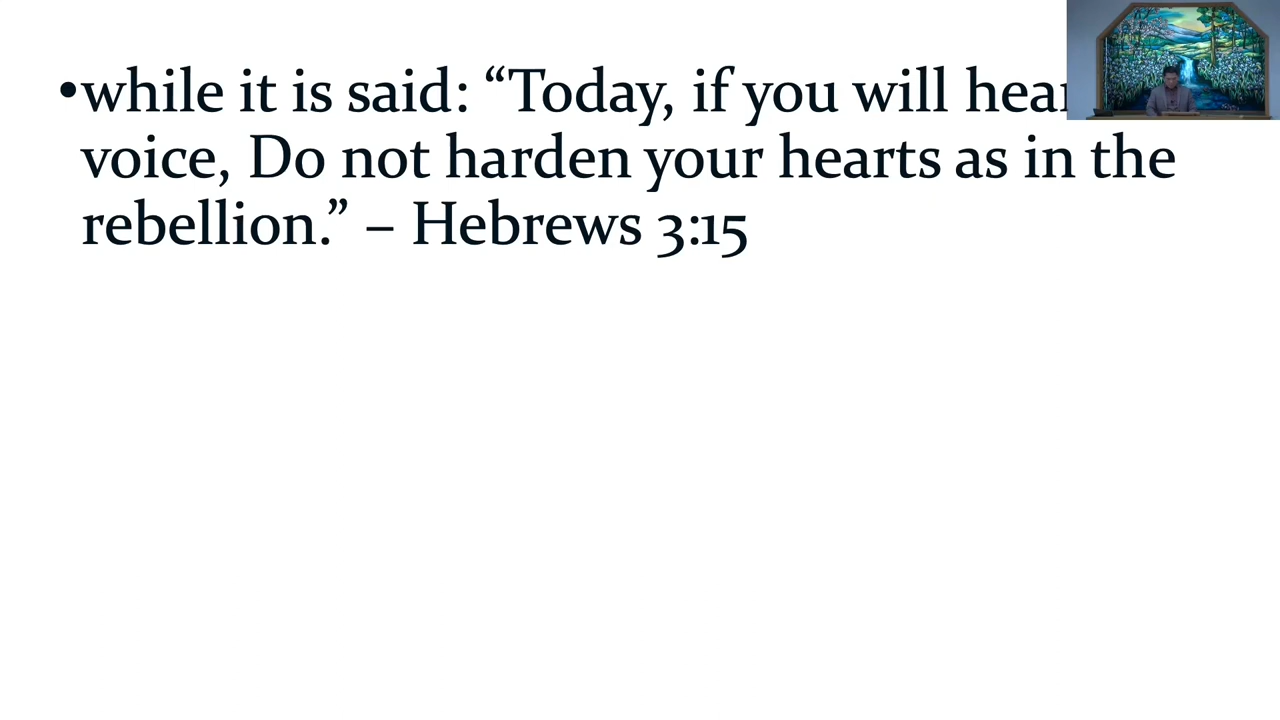 •while it is said: “Today, if you will hear
voice, Do not harden your hearts as in the
rebellion.” – Hebrews 3:15